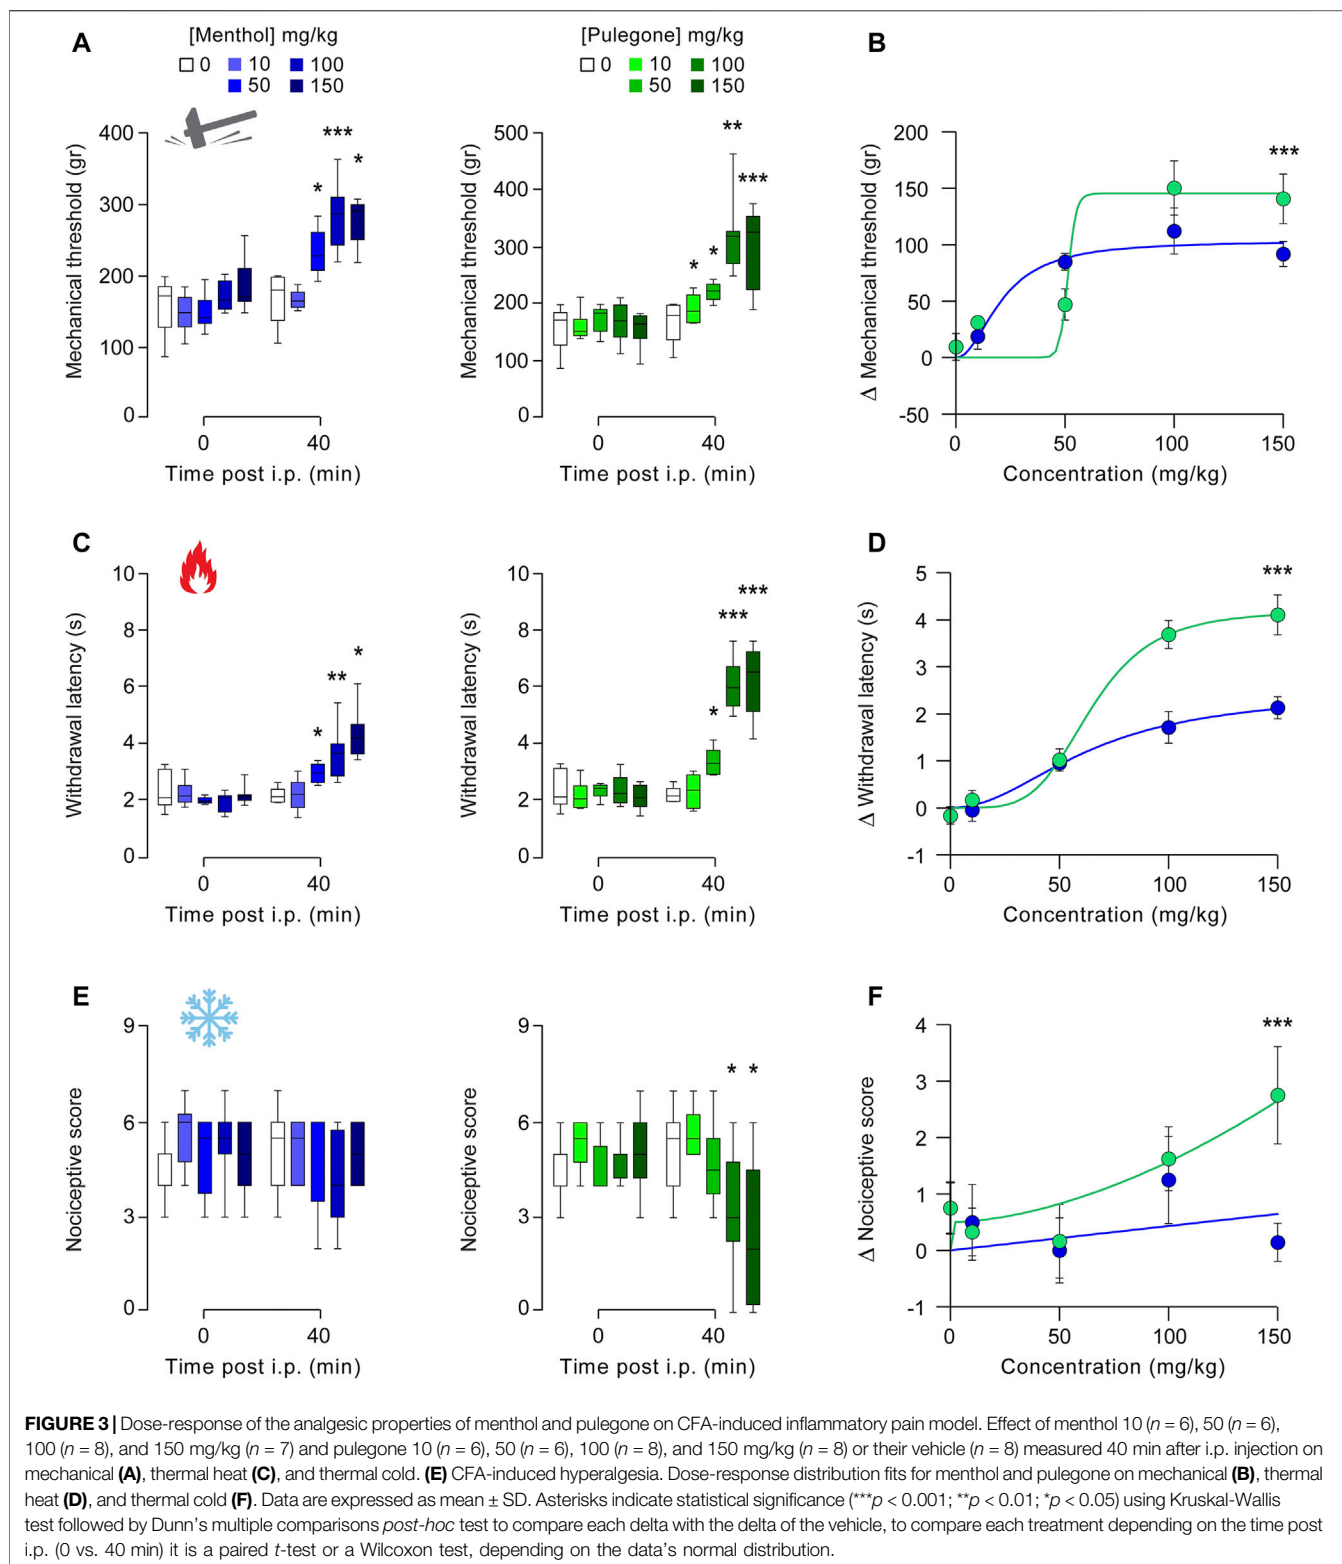 A
[Menthol] mg/kg
0 10 100
50 150
[Pulegone] mg/kg
0 10 100
50 150
B
400
300
200
100
0
Mechanical threshold (gr)
*
***
*
0 40
Time post i.p. (min)
500
400
300
200
100
0
Mechanical threshold (gr)
*
*
**
***
0 40
Time post i.p. (min)
200
150
100
50
0
-50
Δ Mechanical threshold (gr)
***
0 50 100 150
Concentration (mg/kg)
C
10
8
6
4
2
0
Withdrawal latency (s)
*
**
*
0 40
Time post i.p. (min)
10
8
6
4
2
0
Withdrawal latency (s)
*
***
***
0 40
Time post i.p. (min)
D
5
4
3
2
1
0
-1
Δ Withdrawal latency (s)
***
0 50 100 150
Concentration (mg/kg)
E
9
6
3
0
Nociceptive score
0 40
Time post i.p. (min)
9
6
3
0
Nociceptive score
* *
0 40
Time post i.p. (min)
F
4
3
2
1
0
-1
Δ Nociceptive score
***
0 50 100 150
Concentration (mg/kg)
FIGURE 3 | Dose-response of the analgesic properties of menthol and pulegone on CFA-induced inflammatory pain model. Effect of menthol 10 (n = 6), 50 (n = 6),
100 (n = 8), and 150 mg/kg (n = 7) and pulegone 10 (n = 6), 50 (n = 6), 100 (n = 8), and 150 mg/kg (n = 8) or their vehicle (n = 8) measured 40 min after i.p. injection on
mechanical (A), thermal heat (C), and thermal cold. (E) CFA-induced hyperalgesia. Dose-response distribution fits for menthol and pulegone on mechanical (B), thermal
heat (D), and thermal cold (F). Data are expressed as mean ± SD. Asterisks indicate statistical significance (***p < 0.001; **p < 0.01; *p < 0.05) using Kruskal-Wallis
test followed by Dunn's multiple comparisons post-hoc test to compare each delta with the delta of the vehicle, to compare each treatment depending on the time post
i.p. (0 vs. 40 min) it is a paired t-test or a Wilcoxon test, depending on the data's normal distribution.